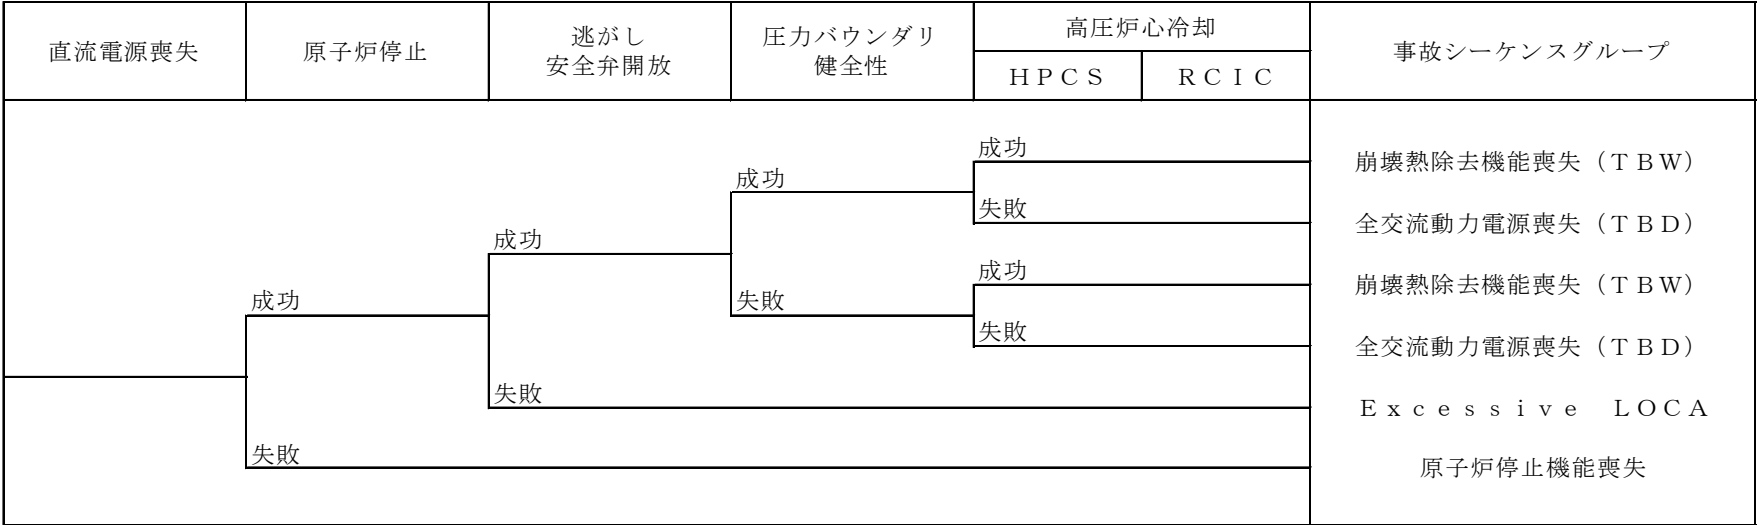 直流電源喪失
原子炉停止
逃がし
安全弁開放
圧力バウンダリ
健全性
高圧炉心冷却
ＨＰＣＳ
ＲＣＩＣ
事故シーケンスグループ
成功
崩壊熱除去機能喪失（ＴＢＷ）
成功
失敗
全交流動力電源喪失（ＴＢＤ）
成功
成功
崩壊熱除去機能喪失（ＴＢＷ）
成功
失敗
失敗
全交流動力電源喪失（ＴＢＤ）
失敗
Ｅｘｃｅｓｓｉｖｅ　ＬＯＣＡ
失敗
原子炉停止機能喪失